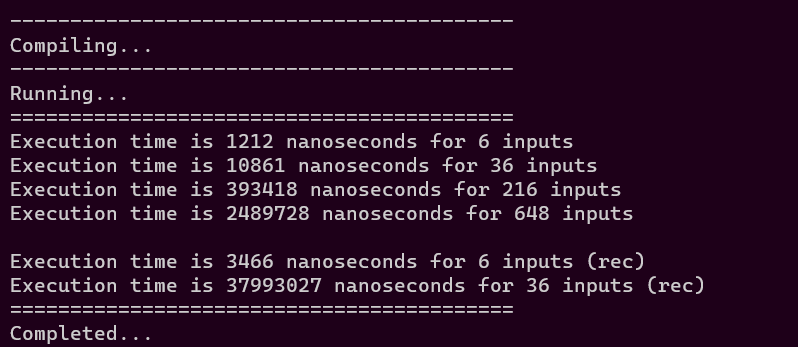 ------------------------------------------
Compiling...
------------------------------------------
Running...
==========================================
Execution time is 1212 nanoseconds for 6 inputs
Execution time is 10861 nanoseconds for 36 inputs
Execution time is 393418 nanoseconds for 216 inputs
Execution time is 2489728 nanoseconds for 648 inputs

Execution time is 3466 nanoseconds for 6 inputs (rec)
Execution time is 37993027 nanoseconds for 36 inputs (rec)
==========================================
Completed...